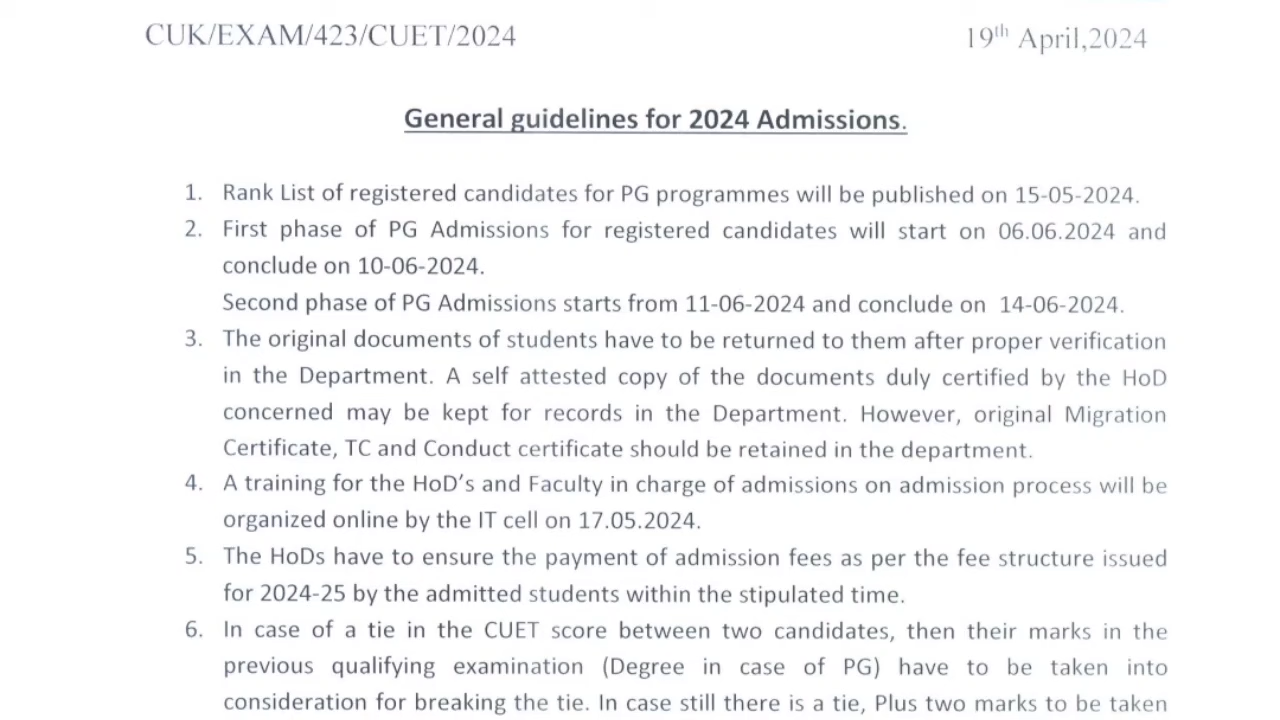 CUK/EXAM/423/CUET/2024 19th April,2024
General guidelines for 2024 Admissions.
1. Rank List of registered candidates for PG programmes will be published on 15-05-2024.
2. First phase of PG Admissions for registered candidates will start on 06.06.2024 and
conclude on 10-06-2024.
Second phase of PG Admissions starts from 11-06-2024 and conclude on 14-06-2024.
3. The original documents of students have to be returned to them after proper verification
in the Department. A self attested copy of the documents duly certified by the HoD
concerned may be kept for records in the Department. However, original Migration
Certificate, TC and Conduct certificate should be retained in the department.
4. A training for the HoD’s and Faculty in charge of admissions on admission process will be
organized online by the IT cell on 17.05.2024.
5. The HoDs have to ensure the payment of admission fees as per the fee structure issued
for 2024-25 by the admitted students within the stipulated time.
6. In case of a tie in the CUET score between two candidates, then their marks in the
previous qualifying examination (Degree in case of PG) have to be taken into
consideration for breaking the tie. In case still there is a tie, Plus two marks to be taken